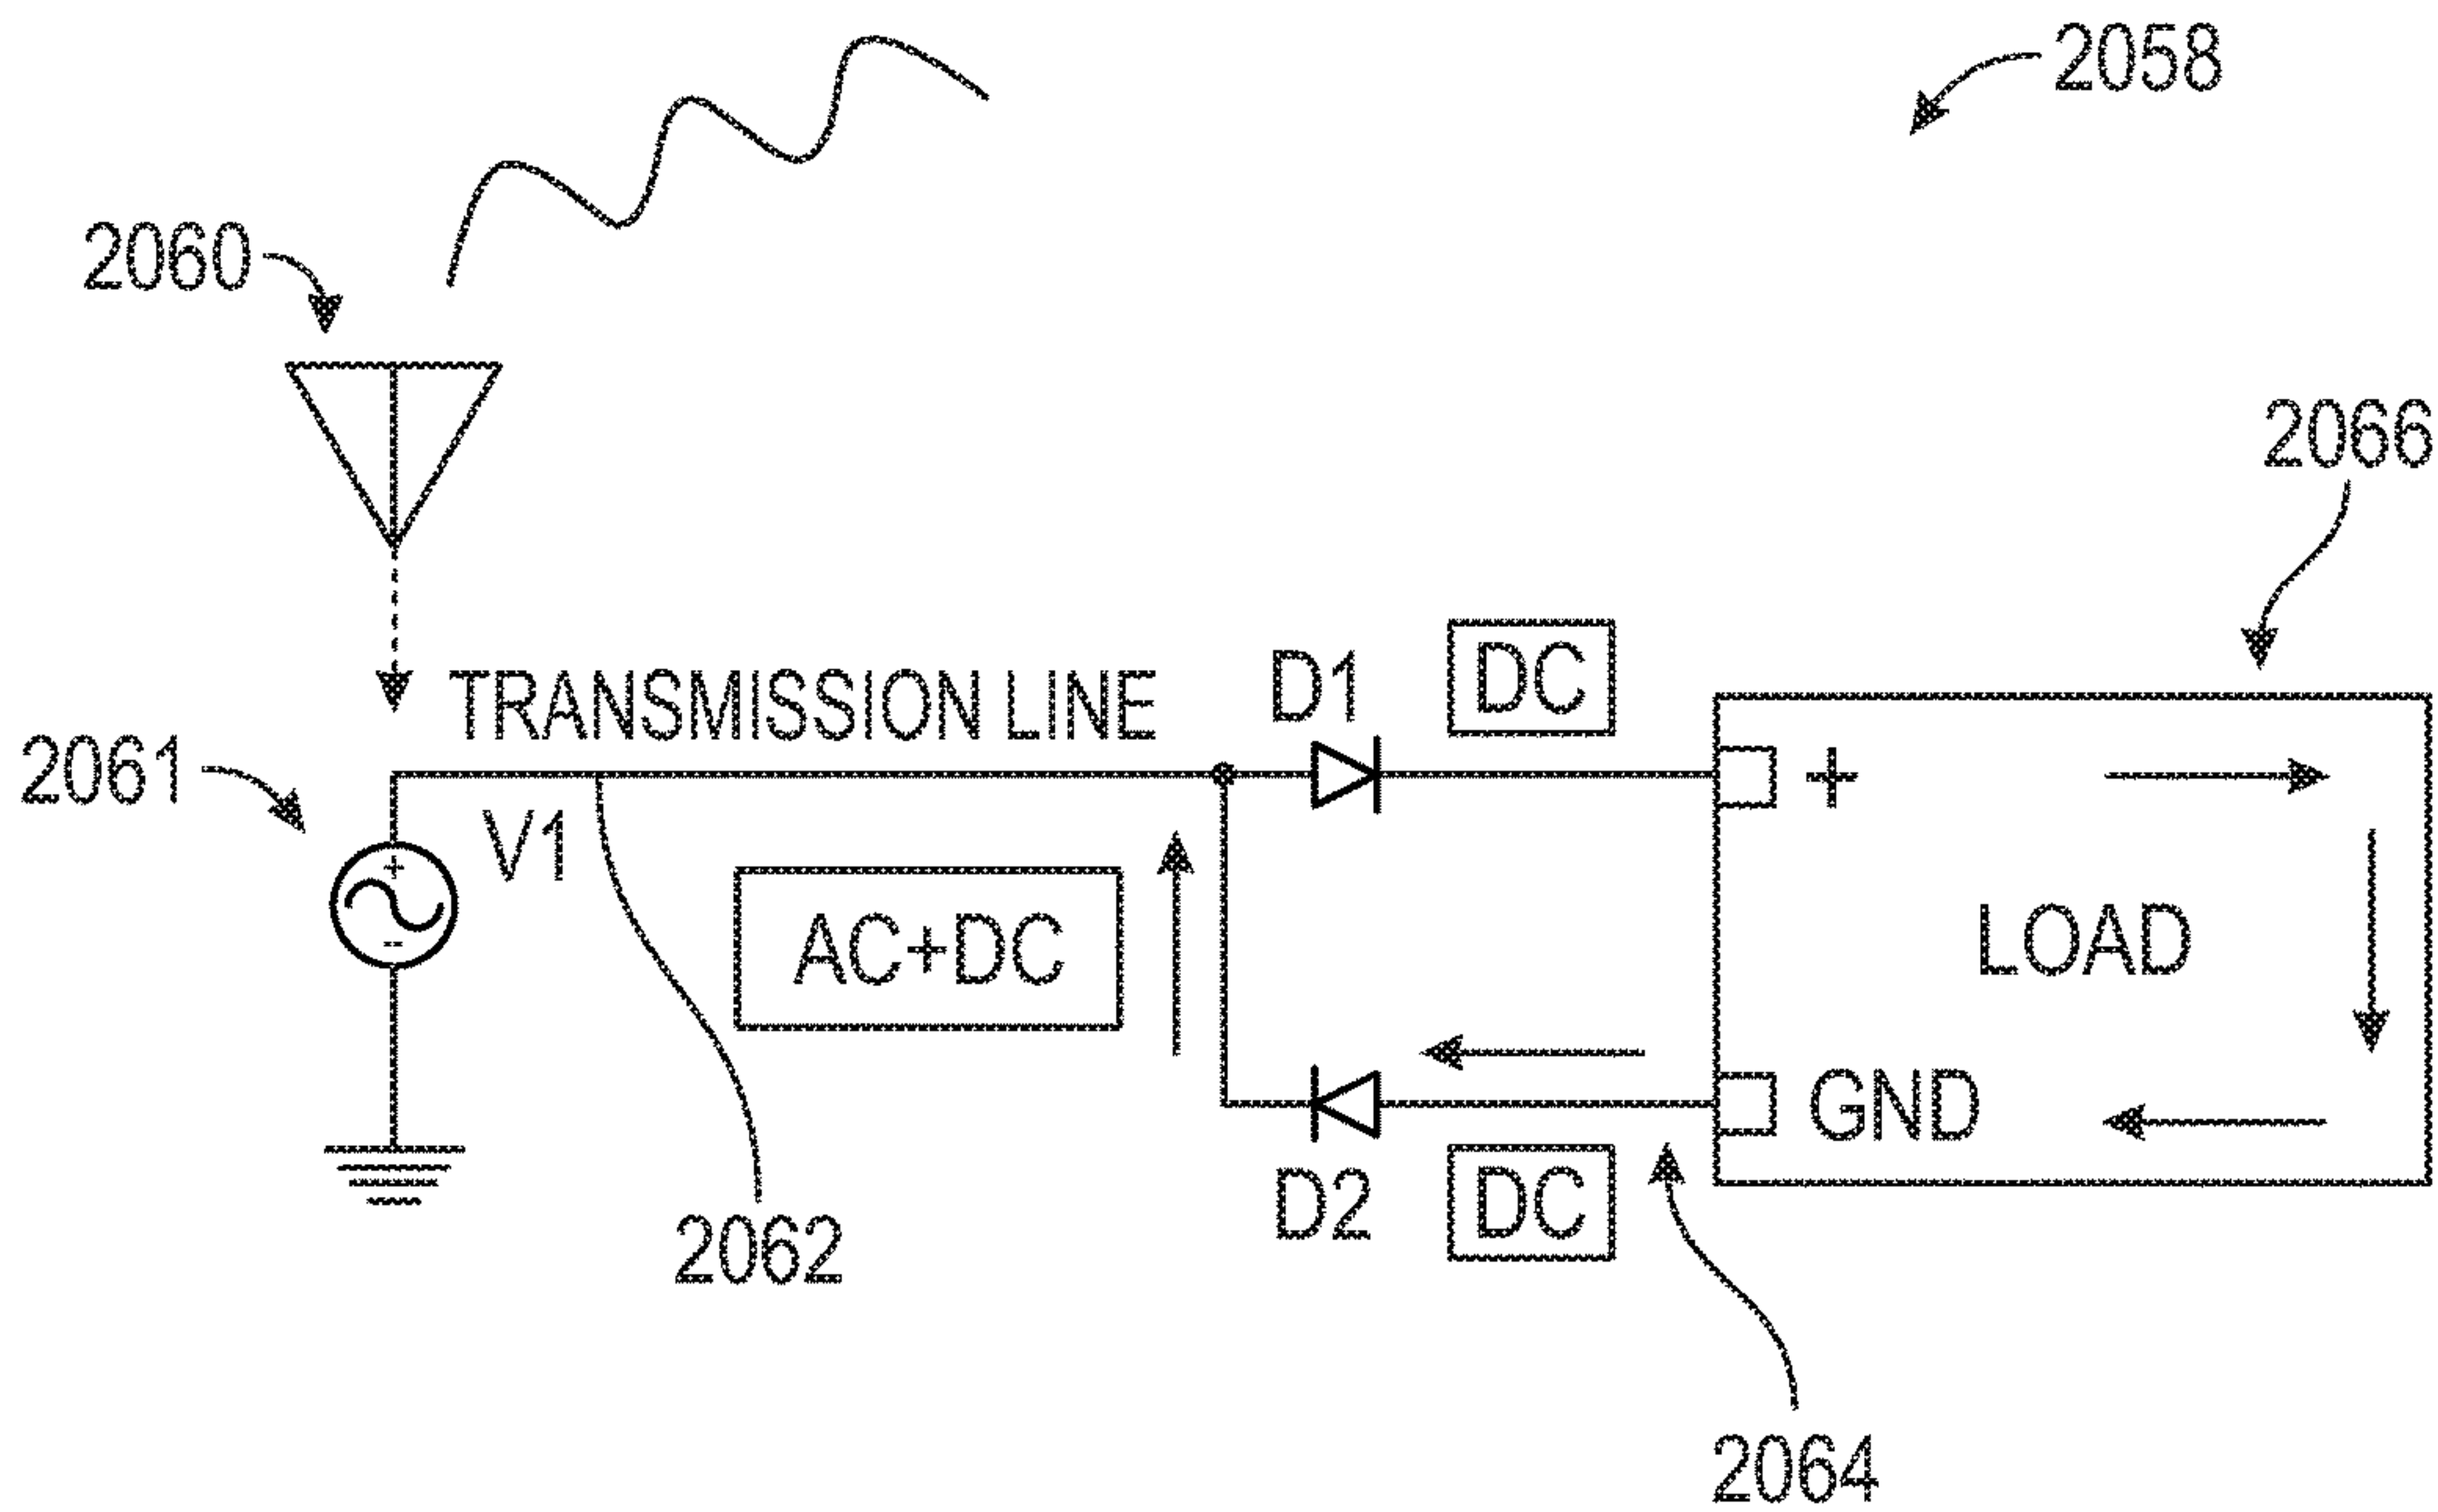 2058
2060
2066
TRANSMISSION LINE
D1
DC
2061
V1
+
+
AC+DC
LOAD
--
GND
D2
DC
2062
2064